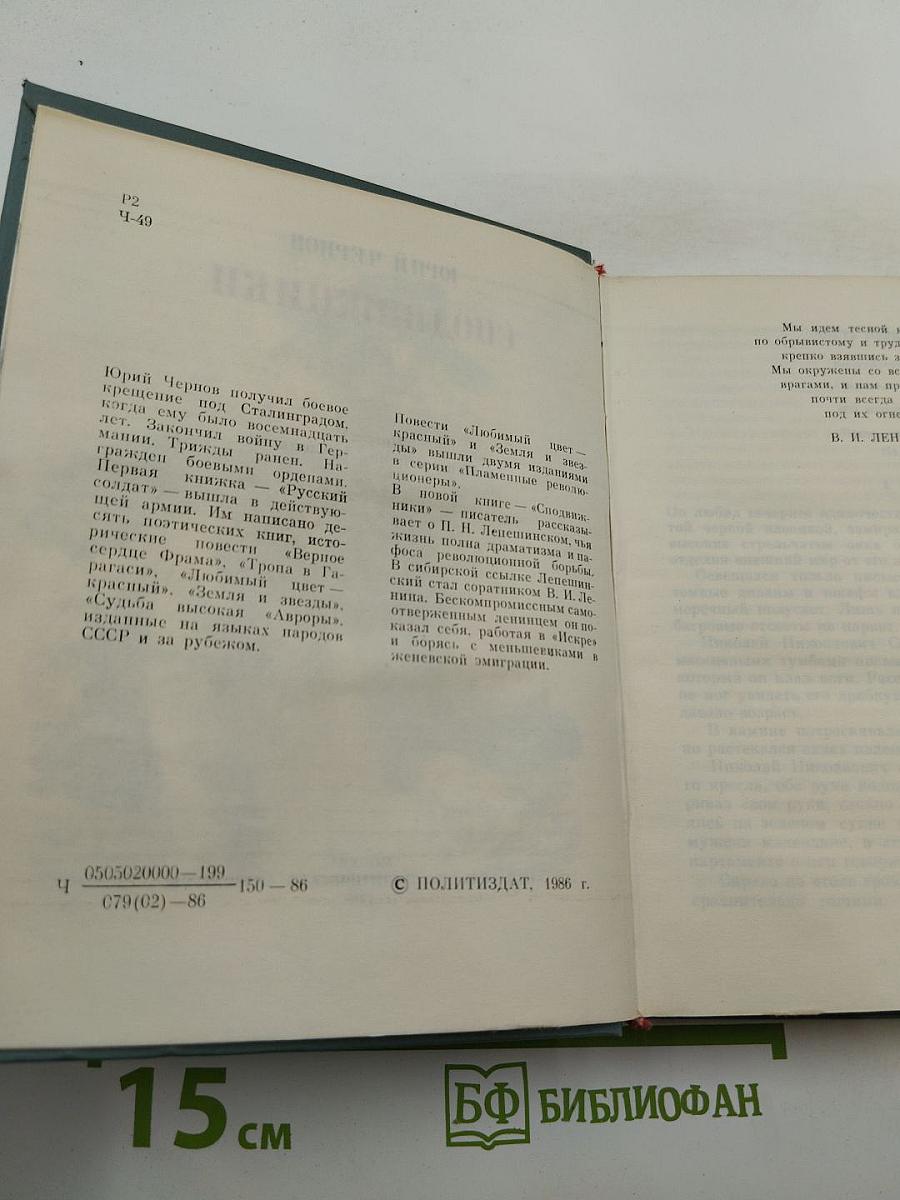 Р2
Ч-49
Юрий Чернов получил боевое
крещение под Сталинградом,
когда ему было восемнадцать
лет. Закончил войну в Гер-
мании. Трижды ранен. На-
гражден боевыми орденами.
Первая книжка — «Русский
солдат» — вышла в действую-
щей армии. Им написано де-
сять поэтических книг, исто-
рические повести «Верное
сердце Фрама», «Тропа в Га-
рагаси», «Любимый цвет —
красный», «Земля и звезды»,
«Судьба высокая «Авроры»,
изданные на языках народов
СССР и за рубежом.
Повести «Любимый цвет —
красный» и «Земля и звез-
ды» вышли двумя изданиями
в серии «Пламенные револю-
ционеры».
В новой книге — «Сподвиж-
ники» — писатель рассказы-
вает о П. Н. Лепешинском, чья
жизнь полна драматизма и па-
фоса революционной борьбы.
В сибирской ссылке Лепешин-
ский стал соратником В. И. Ле-
нина. Бескомпромиссным само-
отверженным ленинцем он по-
казал себя, работая в «Искре»
и борясь с меньшевиками в
женевской эмиграции.
Ч 0505020000—199
079(02)—86
150—86
© ПОЛИТИЗДАТ, 1986 г.
Мы идем тесной
по обрывистому и
крепко взявшись
Мы окружены со
врагами, и нам
почти всегда
под их
В. И.
15 см
БФ БИБЛИОФАН